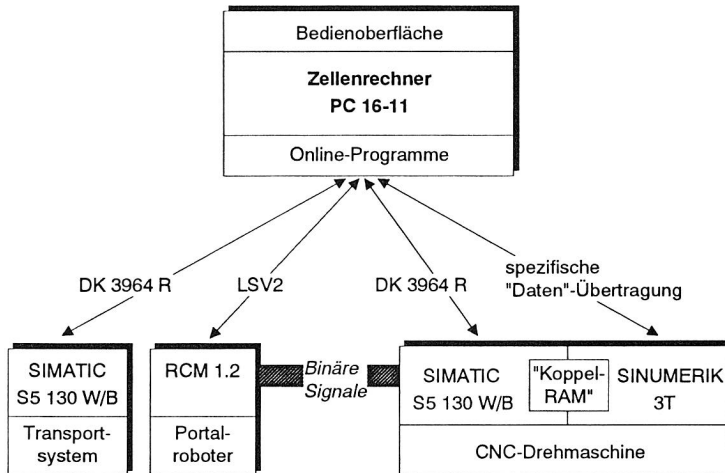 Bedienoberfläche
Zellenrechner
PC 16-11
Online-Programme
DK 3964 R
LSV2
DK 3964 R
spezifische
"Daten"-Übertragung
SIMATIC
S5 130 W/B
Transport-
system
RCM 1.2
Portal-
roboter
Binäre
Signale
SIMATIC
S5 130 W/B
"Koppel-
RAM"
SINUMERIK
3T
CNC-Drehmaschine